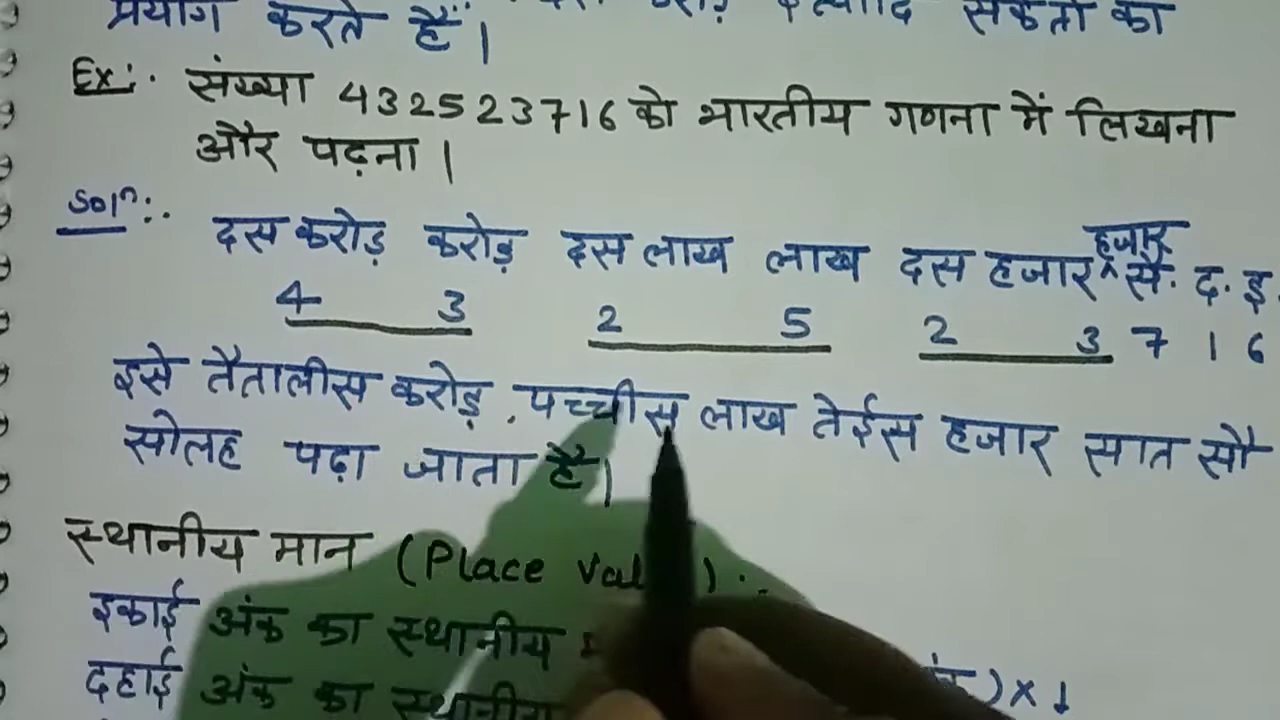 प्रयोग करते हैं।
संकेतों का
Ex:. संख्या 432523716 को भारतीय गणना में लिखना
और पढ़ना।
Solⁿ:. दस करोड़ करोड़ दस लाख लाख दस हजार हजार सै. द. इ.
4 3 2 5 2 3 7 1 6
इसे तैतालीस करोड़, पच्चीस लाख तेईस हजार सात सौ
सोलह पढ़ा जाता है।
स्थानीय मान (Place
इकाई अंक का स्थानीय
) × 1
दहाई अंक का स्थानीय